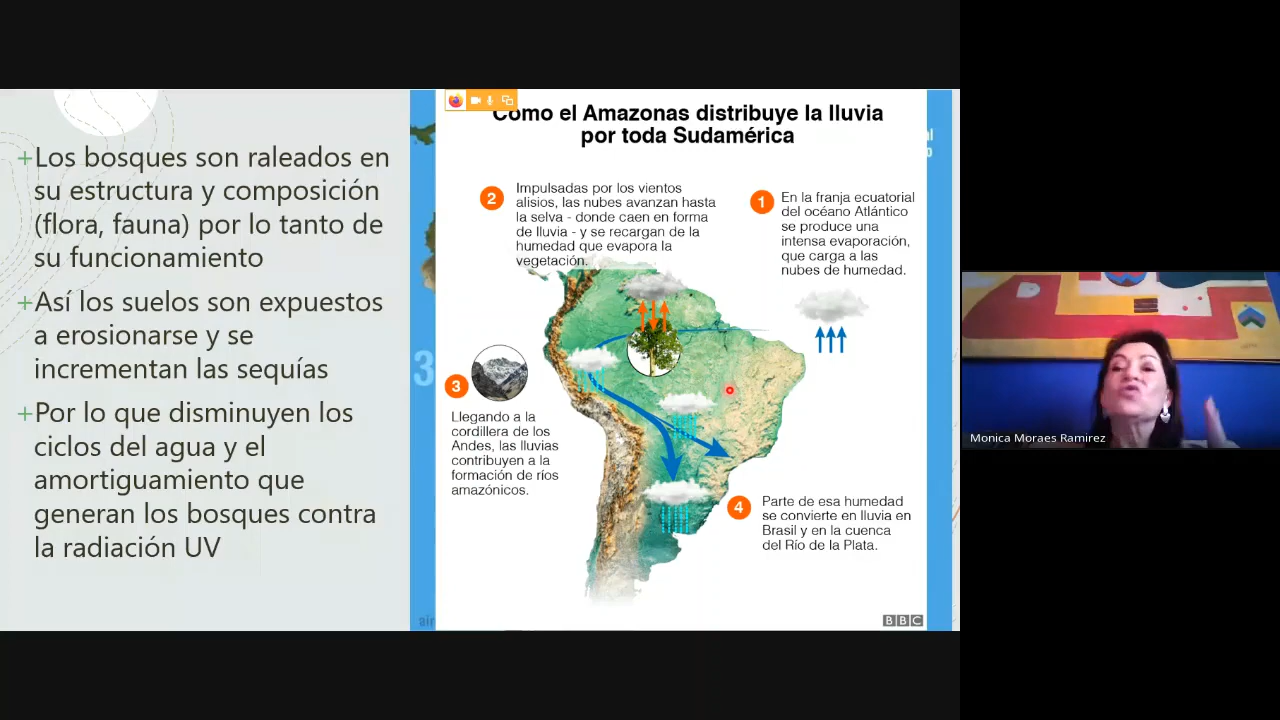 +Los bosques son raleados en
su estructura y composición
(flora, fauna) por lo tanto de
su funcionamiento
+Así los suelos son expuestos
a erosionarse y se
incrementan las sequías
+Por lo que disminuyen los
ciclos del agua y el
amortiguamiento que
generan los bosques contra
la radiación UV
Cómo el Amazonas distribuye la lluvia
por toda Sudamérica
2
Impulsadas por los vientos
alisios, las nubes avanzan hasta
la selva - donde caen en forma
de lluvia - y se recargan de la
humedad que evapora la
vegetación.
1
En la franja ecuatorial
del océano Atlántico
se produce una
intensa evaporación,
que carga a las
nubes de humedad.
3
3
Llegando a la
cordillera de los
Andes, las lluvias
contribuyen a la
formación de ríos
amazónicos.
4
Parte de esa humedad
se convierte en lluvia en
Brasil y en la cuenca
del Río de la Plata.
BBC
Monica Moraes Ramirez